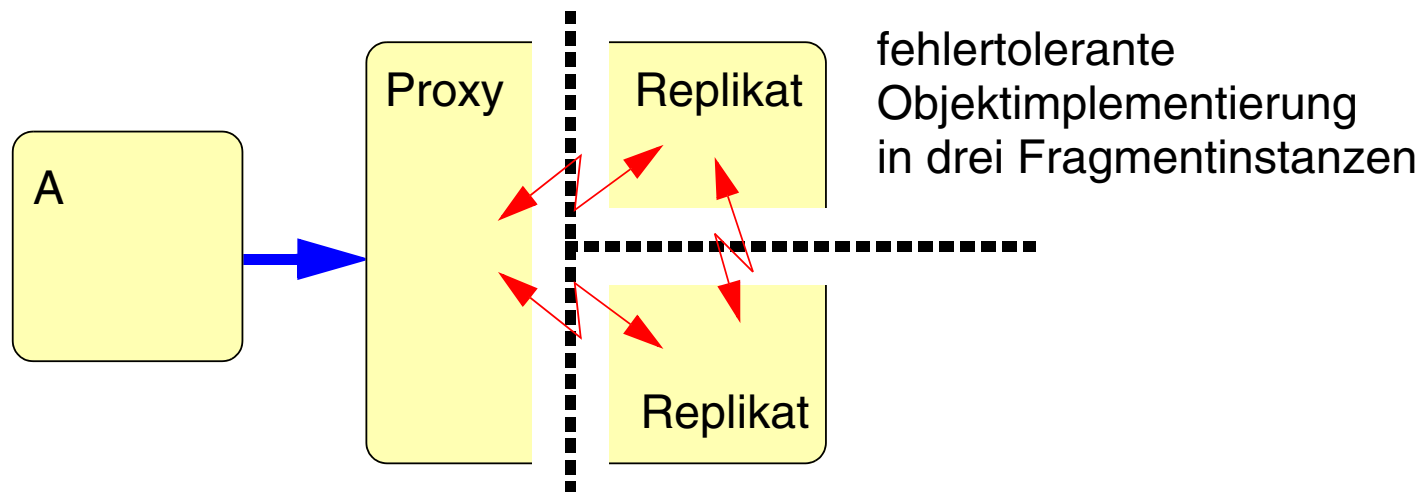 A
Proxy
Replikat
Replikat
fehlertolerante
Objektimplementierung
in drei Fragmentinstanzen